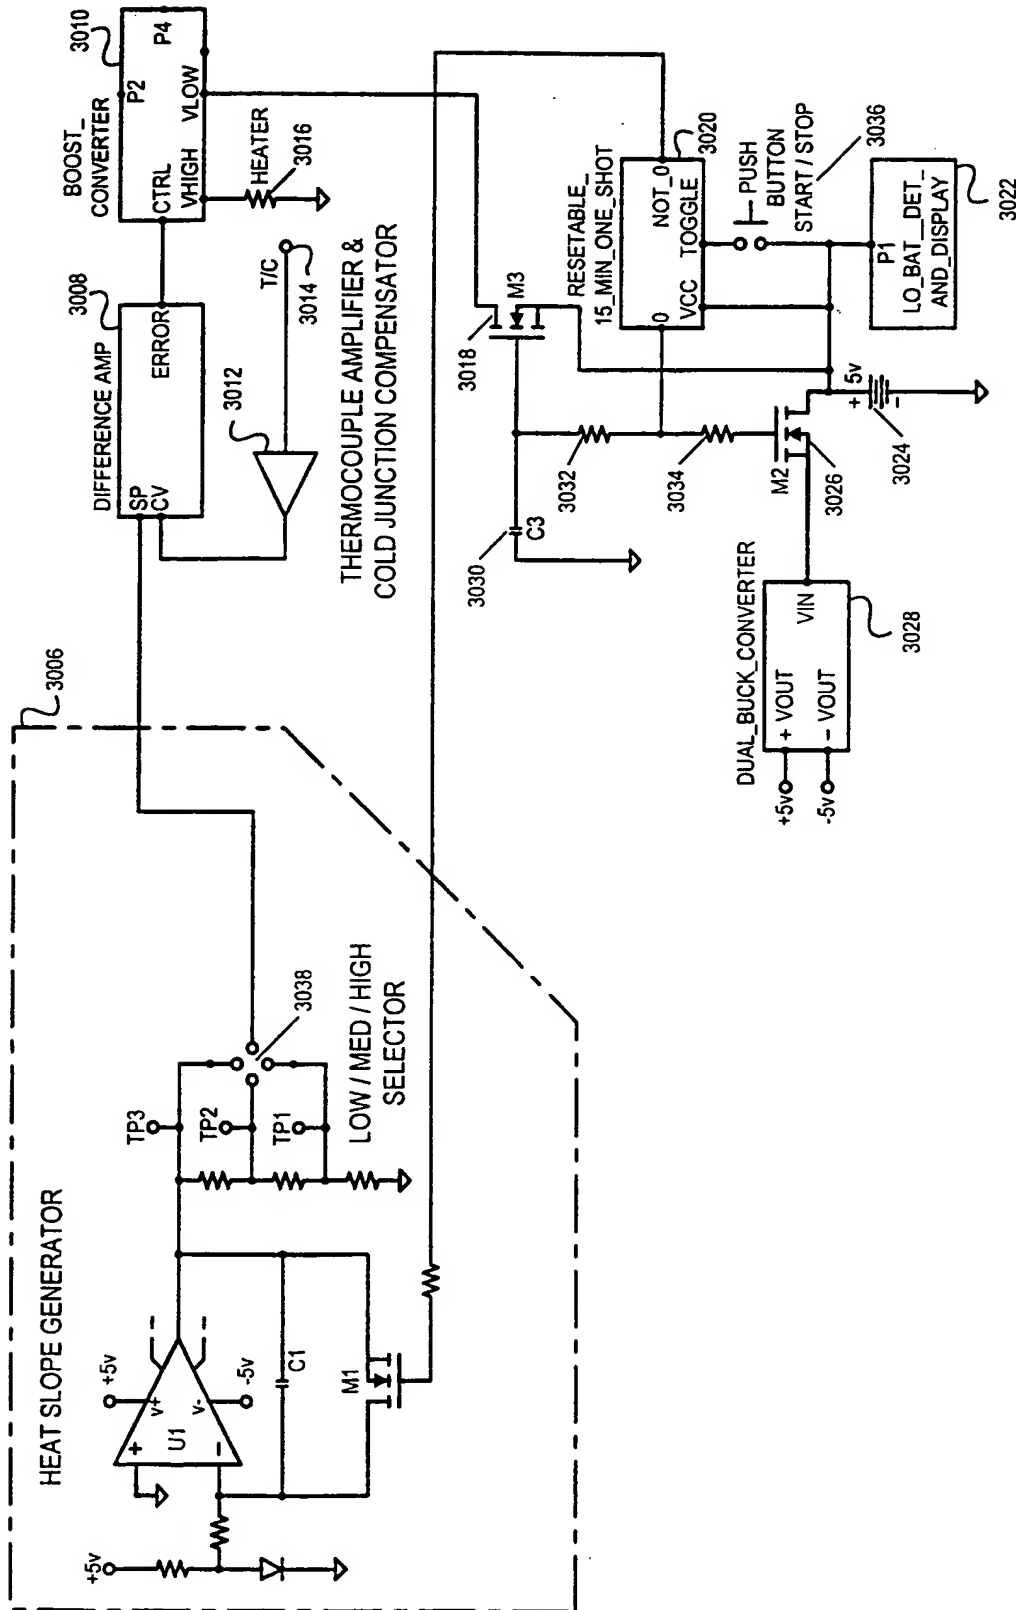 HEAT SLOPE GENERATOR
3006
+5v
+5v
v+
+
U1
-
v-
-5v
C1
M1
TP3
TP2
TP1
3038
LOW / MED / HIGH
SELECTOR
DIFFERENCE AMP
3008
SP
CV
ERROR
3012
T/C
3014
THERMOCOUPLE AMPLIFIER &
COLD JUNCTION COMPENSATOR
BOOST_
CONVERTER
3010
P2
P4
CTRL
VHIGH
VLOW
HEATER
3016
3018
M3
3030
C3
3032
3034
RESETABLE_
15_MIN_ONE_SHOT
3020
0
NOT_0
VCC
TOGGLE
PUSH
BUTTON
START / STOP
3036
P1
LO_BAT__DET_
AND_DISPLAY
3022
+
5v
-
3024
M2
3026
DUAL_BUCK_CONVERTER
+ VOUT
- VOUT
VIN
3028
+5v
-5v